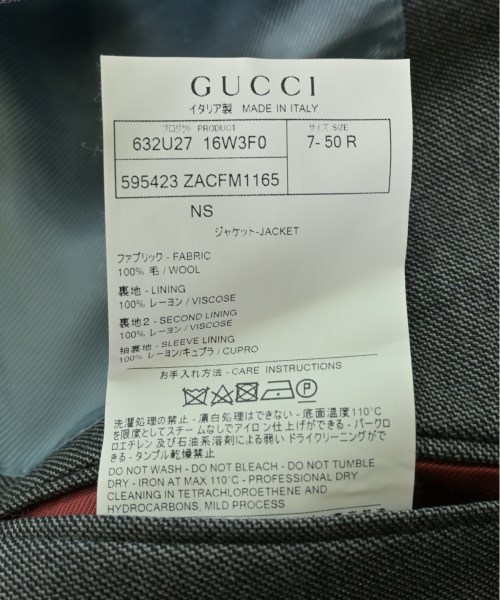 GUCCI
イタリア製 MADE IN ITALY
プロジェクト PRODUCT
サイズ SIZE
632U27 16W3F0
7- 50 R
595423 ZACFM1165
NS
ジャケット-JACKET
ファブリック - FABRIC
100% 毛 / WOOL
裏地 - LINING
100% レーヨン / VISCOSE
裏地2 - SECOND LINING
100% レーヨン / VISCOSE
袖裏地 - SLEEVE LINING
100% レーヨン/キュプラ / CUPRO
お手入れ方法 - CARE INSTRUCTIONS
洗濯処理の禁止 - 漂白処理はできない - 底面温度110°C
を限度としてスチームなしでアイロン仕上げができる - パークロ
ロエチレン 及び石油系溶剤による弱い ドライクリーニングがで
きる - タンブル乾燥禁止
DO NOT WASH - DO NOT BLEACH - DO NOT TUMBLE
DRY - IRON AT MAX 110°C - PROFESSIONAL DRY
CLEANING IN TETRACHLOROETHENE AND
HYDROCARBONS, MILD PROCESS